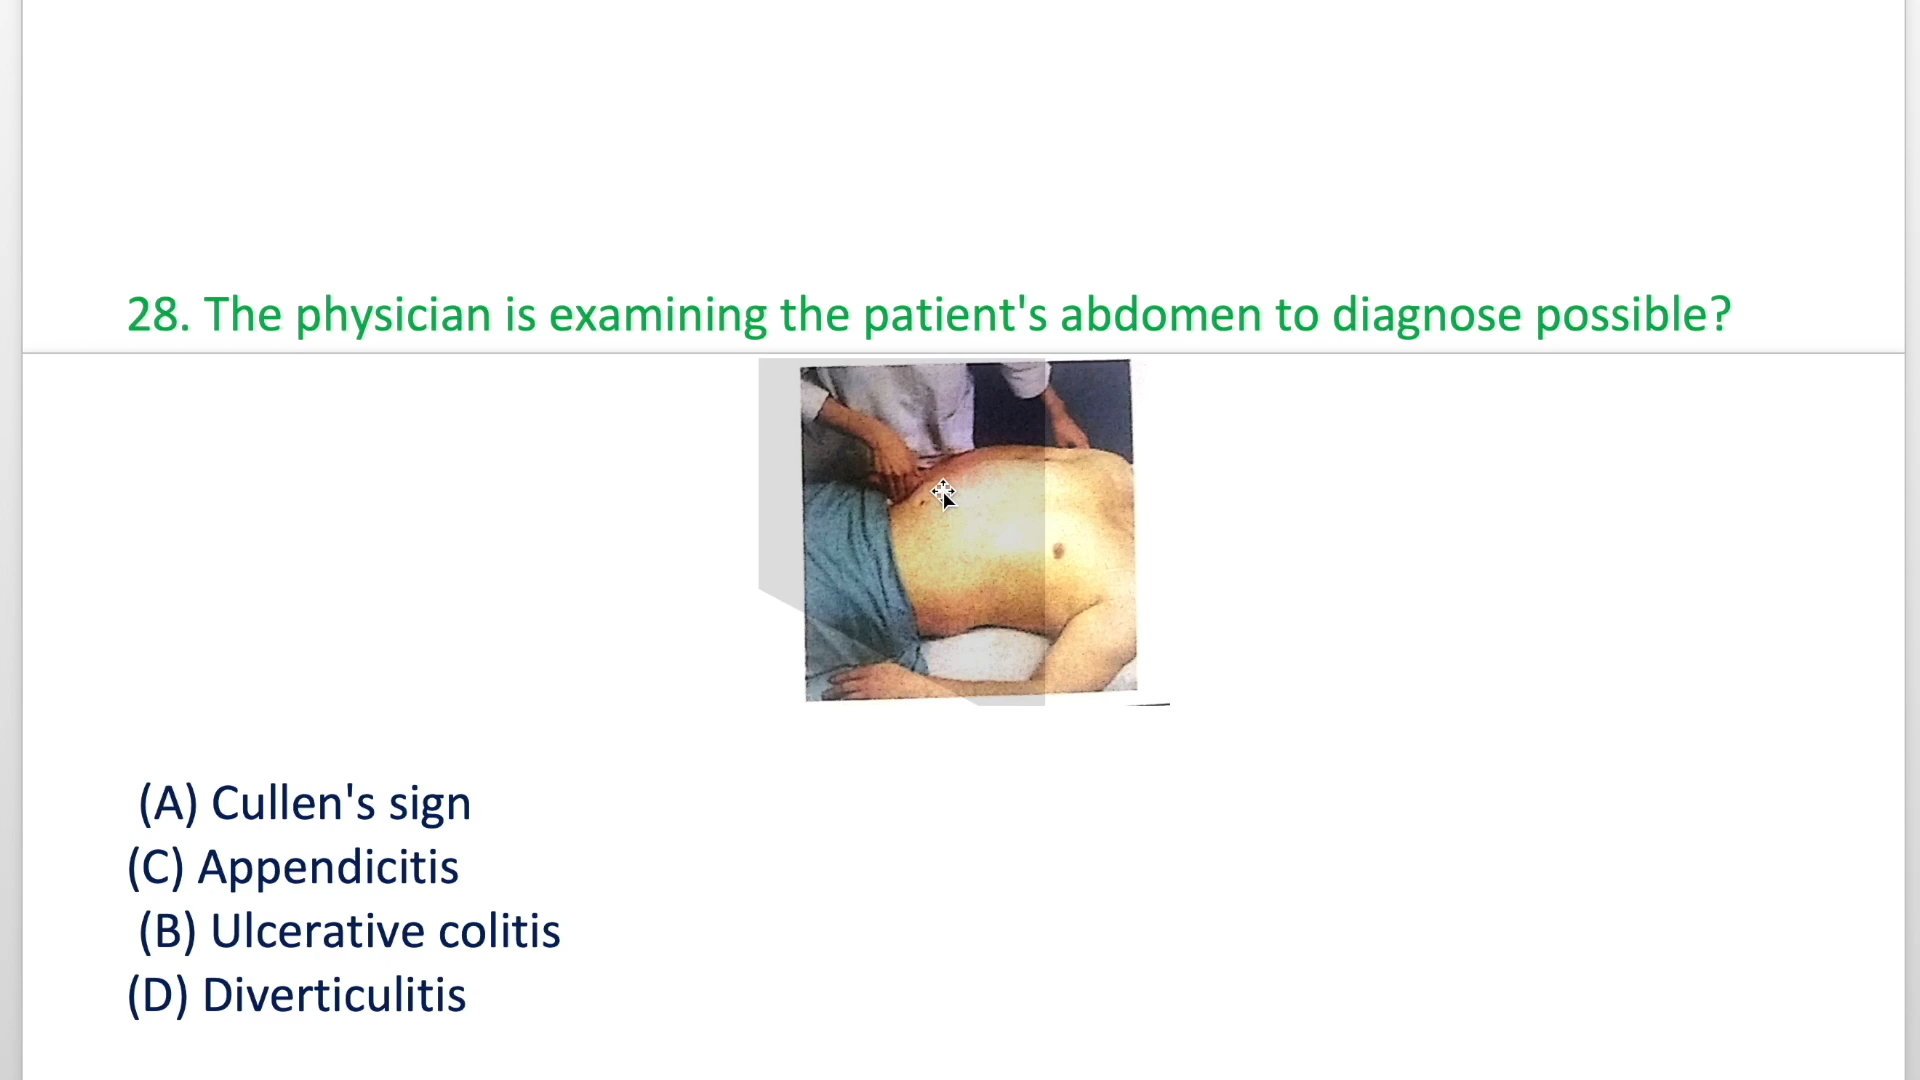 28. The physician is examining the patient's abdomen to diagnose possible?
(A) Cullen's sign
(C) Appendicitis
(B) Ulcerative colitis
(D) Diverticulitis